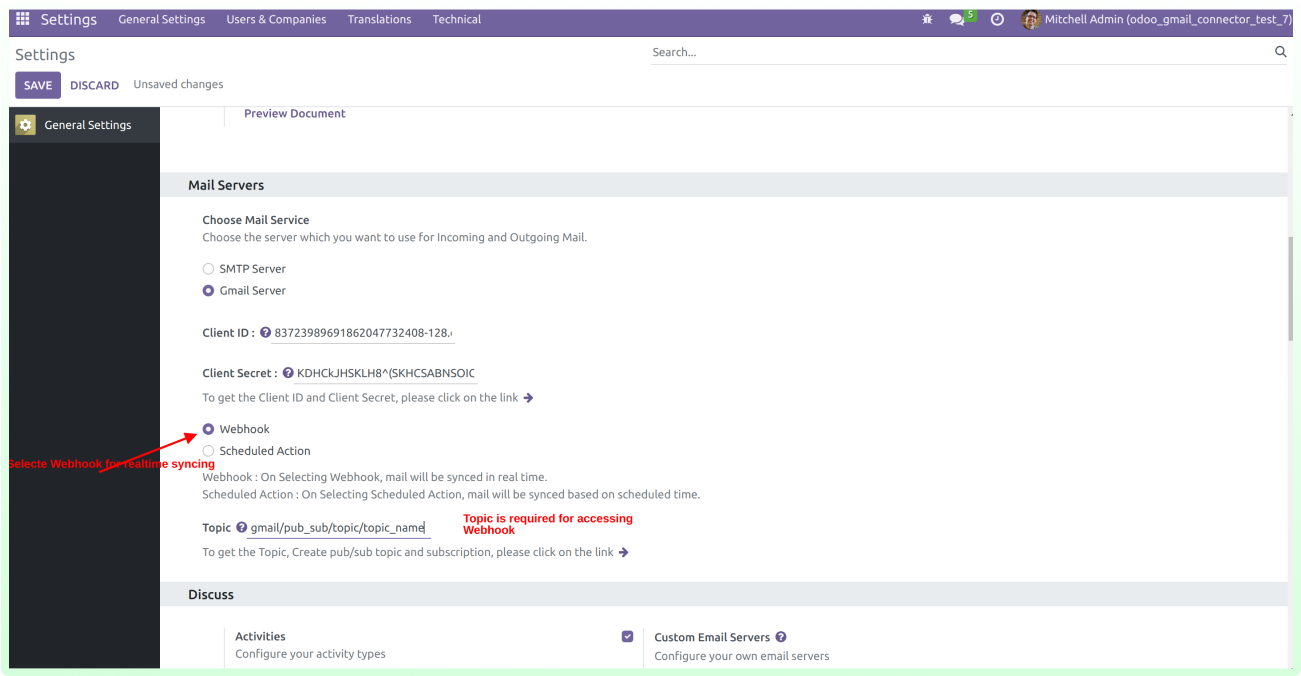 Settings General Settings Users & Companies Translations Technical 5 Mitchell Admin (odoo_gmail_connector_test_7)
Settings Search...
SAVE DISCARD Unsaved changes
General Settings
Preview Document
Mail Servers
Choose Mail Service
Choose the server which you want to use for Incoming and Outgoing Mail.
SMTP Server
Gmail Server
Client ID : ? 83723989691862047732408-128.
Client Secret : ? KDHCkJHSKLH8^(SKHCSABNSOIC
To get the Client ID and Client Secret, please click on the link
Webhook
Scheduled Action
Selecte Webhook for realtime syncing
Webhook : On Selecting Webhook, mail will be synced in real time.
Scheduled Action : On Selecting Scheduled Action, mail will be synced based on scheduled time.
Topic ? gmail/pub_sub/topic/topic_name
Topic is required for accessing
Webhook
To get the Topic, Create pub/sub topic and subscription, please click on the link
Discuss
Activities
Configure your activity types
Custom Email Servers ?
Configure your own email servers